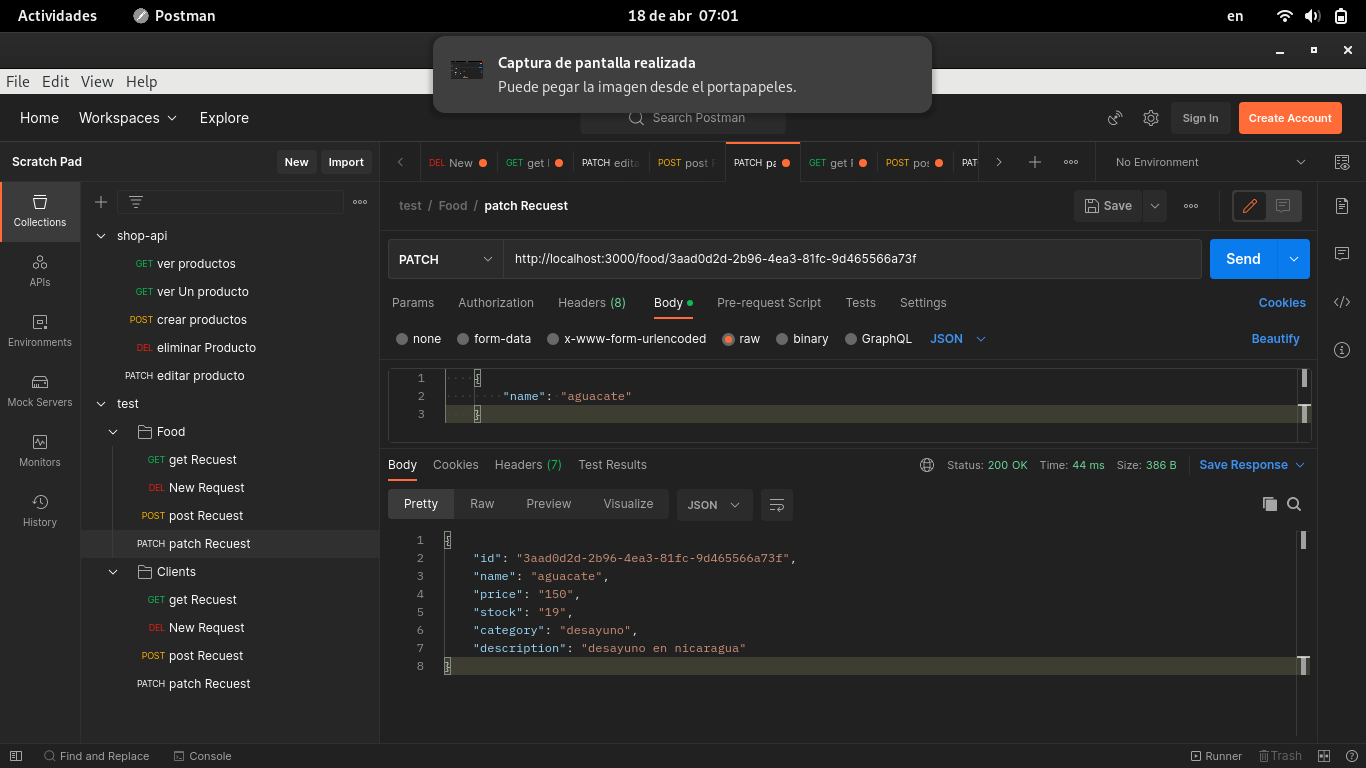 Actividades
Postman
18 de abr 07:01
en
Captura de pantalla realizada
Puede pegar la imagen desde el portapapeles.
File Edit View Help
Home Workspaces Explore
Search Postman
Sign In
Create Account
Scratch Pad
New
Import
DEL New
GET get
PATCH edita
POST post
PATCH pa
GET get
POST pos
PAT
No Environment
Collections
APIs
Environments
Mock Servers
Monitors
History
shop-api
GET ver productos
GET ver Un producto
POST crear productos
DEL eliminar Producto
PATCH editar producto
test
Food
GET get Recuest
DEL New Request
POST post Recuest
PATCH patch Recuest
Clients
GET get Recuest
DEL New Request
POST post Recuest
PATCH patch Recuest
test / Food / patch Recuest
Save
PATCH
http://localhost:3000/food/3aad0d2d-2b96-4ea3-81fc-9d465566a73f
Send
Params Authorization Headers (8) Body Pre-request Script Tests Settings
Cookies
none form-data x-www-form-urlencoded raw binary GraphQL JSON
Beautify
1 {
2 "name": "aguacate"
3 }
Body Cookies Headers (7) Test Results
Status: 200 OK Time: 44 ms Size: 386 B
Save Response
Pretty Raw Preview Visualize JSON
1 {
2 "id": "3aad0d2d-2b96-4ea3-81fc-9d465566a73f",
3 "name": "aguacate",
4 "price": "150",
5 "stock": "19",
6 "category": "desayuno",
7 "description": "desayuno en nicaragua"
8 }
Find and Replace
Console
Runner
Trash